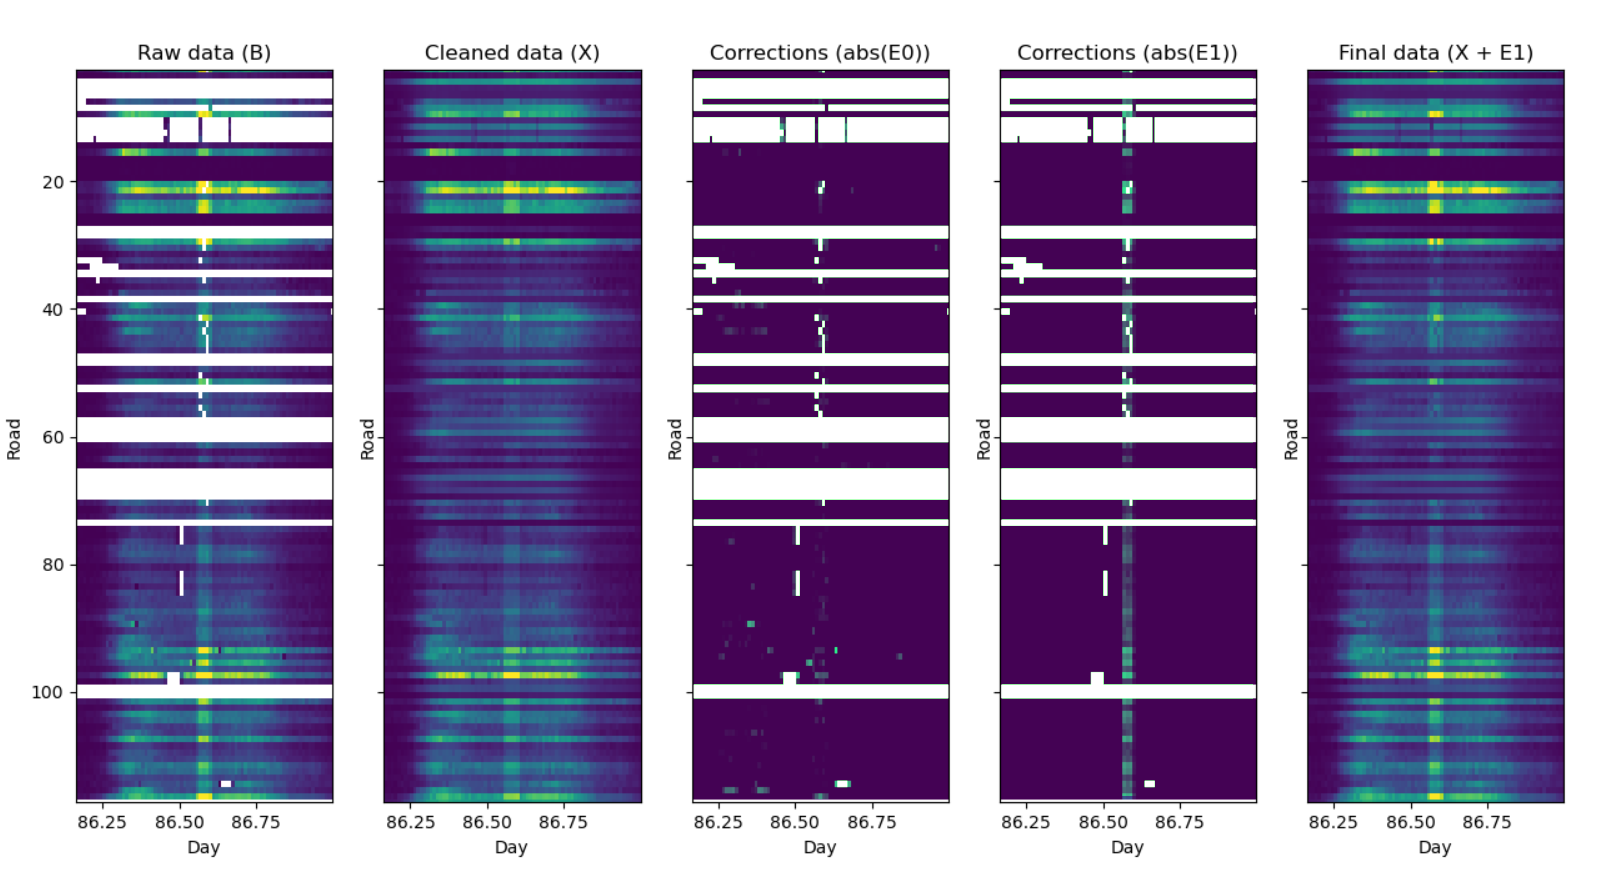 Raw data (B)
Cleaned data (X)
Corrections (abs(E0))
Corrections (abs(E1))
Final data (X + E1)
20
40
60
80
100
Road
Road
Road
Road
Road
86.25 86.50 86.75
86.25 86.50 86.75
86.25 86.50 86.75
86.25 86.50 86.75
86.25 86.50 86.75
Day
Day
Day
Day
Day